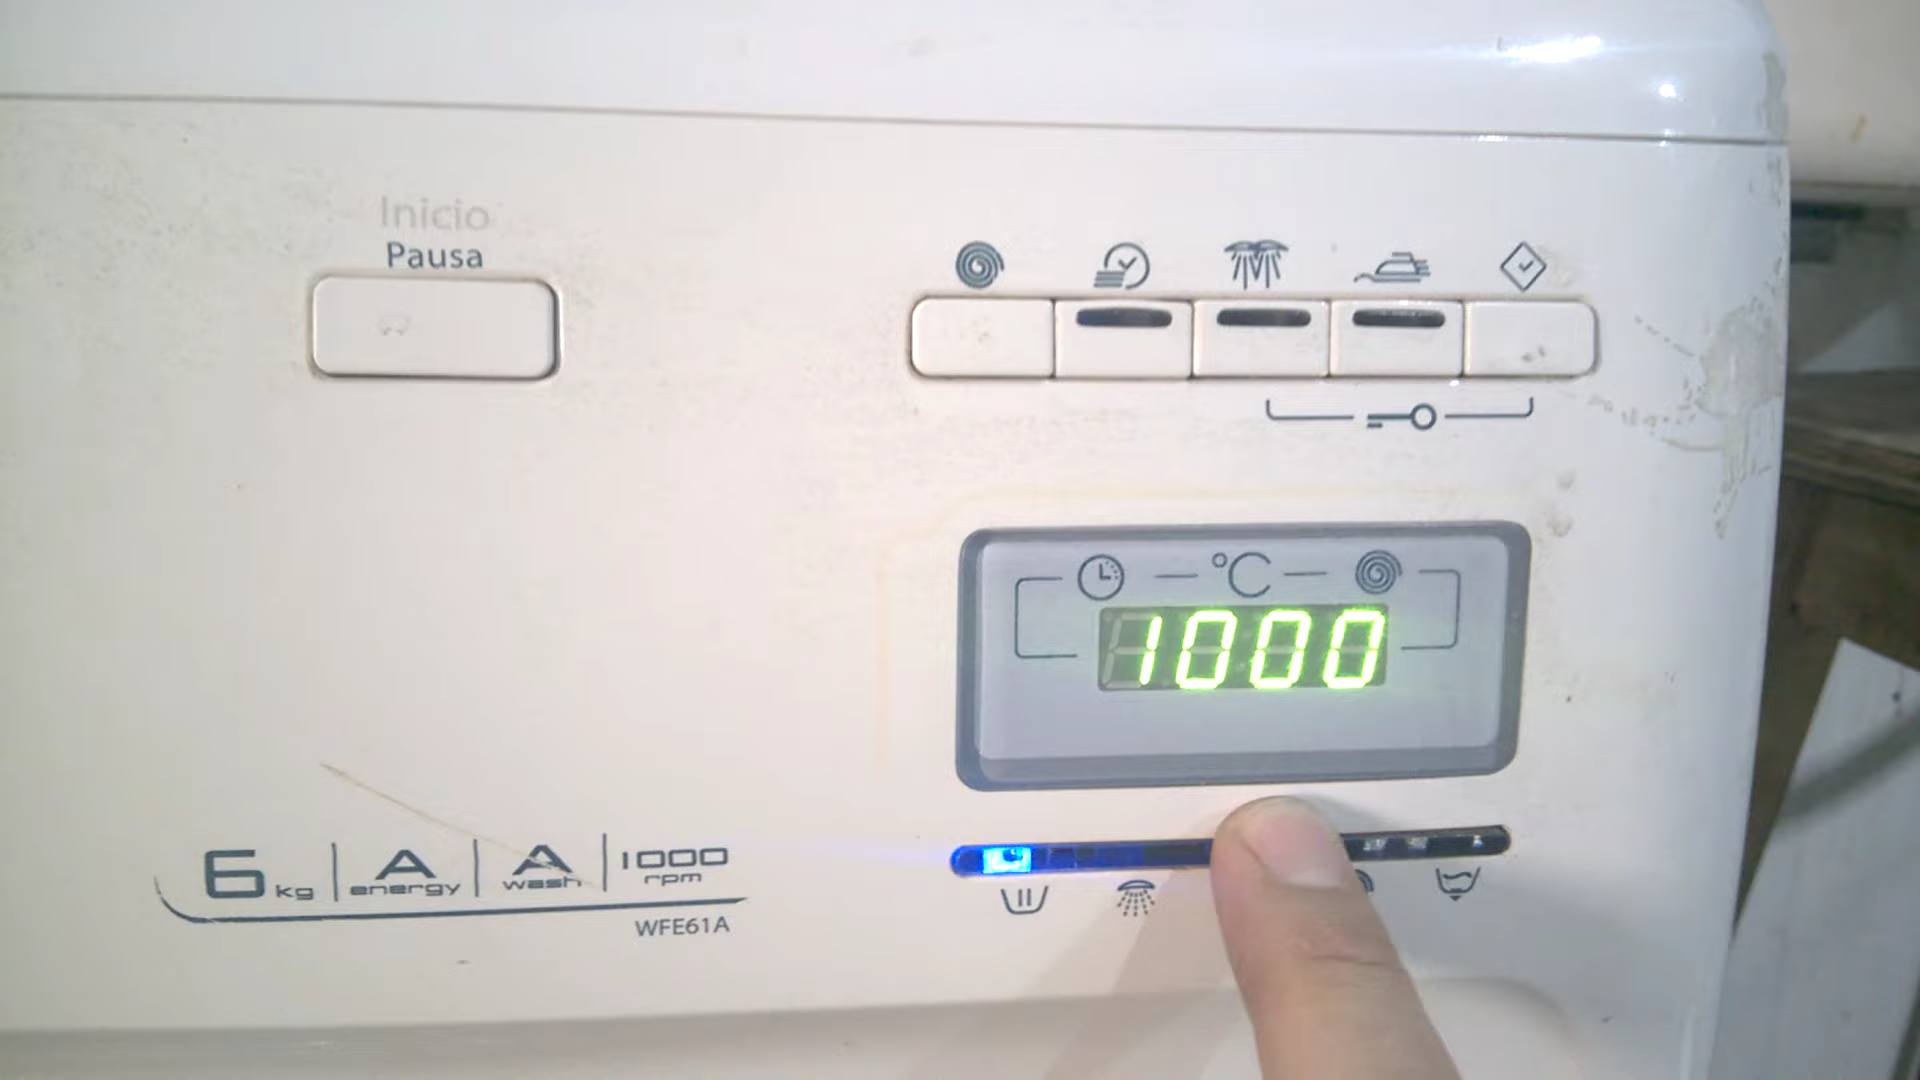 Inicio
Pausa
°C
1000
6 kg A energy A wash 1000 rpm
WFE61A